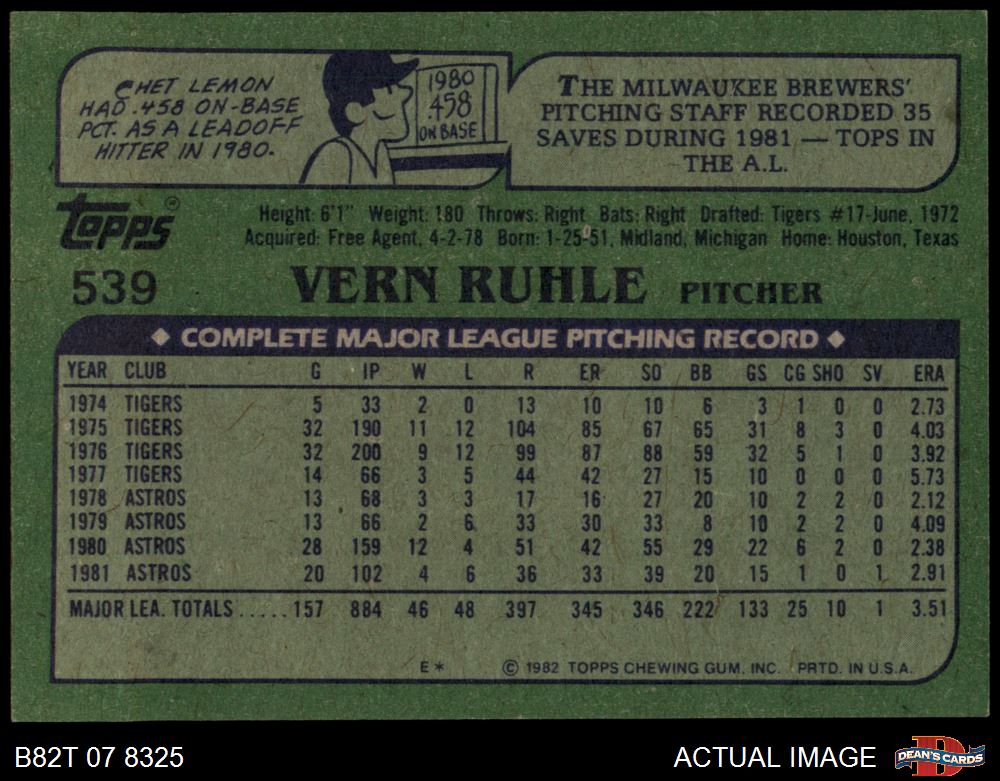 CHET LEMON
HAD .458 ON-BASE
PCT. AS A LEADOFF
HITTER IN 1980.
1980
.458
ON BASE
THE MILWAUKEE BREWERS'
PITCHING STAFF RECORDED 35
SAVES DURING 1981 — TOPS IN
THE A.L.
topps®
Height: 6'1" Weight: 180 Throws: Right Bats: Right Drafted: Tigers #17-June, 1972
Acquired: Free Agent, 4-2-78 Born: 1-25-51, Midland, Michigan Home: Houston, Texas
539 VERN RUHLE PITCHER
◆ COMPLETE MAJOR LEAGUE PITCHING RECORD ◆
YEAR CLUB G IP W L R ER SO BB GS CG SHO SV ERA
1974 TIGERS 5 33 2 0 13 10 10 6 3 1 0 0 2.73
1975 TIGERS 32 190 11 12 104 85 67 65 31 8 3 0 4.03
1976 TIGERS 32 200 9 12 99 87 88 59 32 5 1 0 3.92
1977 TIGERS 14 66 3 5 44 42 27 15 10 0 0 0 5.73
1978 ASTROS 13 68 3 3 17 16 27 20 10 2 2 0 2.12
1979 ASTROS 13 66 2 6 33 30 33 8 10 2 2 0 4.09
1980 ASTROS 28 159 12 4 51 42 55 29 22 6 2 0 2.38
1981 ASTROS 20 102 4 6 36 33 39 20 15 1 0 1 2.91
MAJOR LEA. TOTALS ..... 157 884 46 48 397 345 346 222 133 25 10 1 3.51
E* © 1982 TOPPS CHEWING GUM, INC. PRTD. IN U.S.A.
B82T 07 8325 ACTUAL IMAGE D DEAN'S CARDS